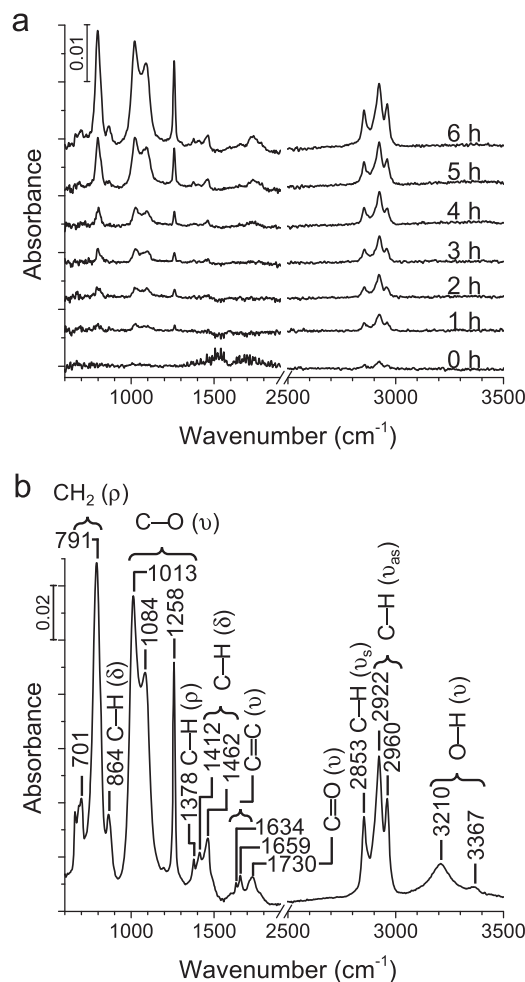 a
0.01
Absorbance
6 h
5 h
4 h
3 h
2 h
1 h
0 h
1000 1500 2500 3000 3500
Wavenumber (cm⁻¹)
b
CH₂ (ρ)
C—O (υ)
791
1013
1084
1258
0.02
701
864 C—H (δ)
1378 C—H (ρ)
C—H (δ)
1412
1462
C=C (υ)
1634
1659
1730
C=O (υ)
2853 C—H (υs)
C—H (υas)
2922
2960
O—H (υ)
3210
3367
Absorbance
1000 1500 2500 3000 3500
Wavenumber (cm⁻¹)